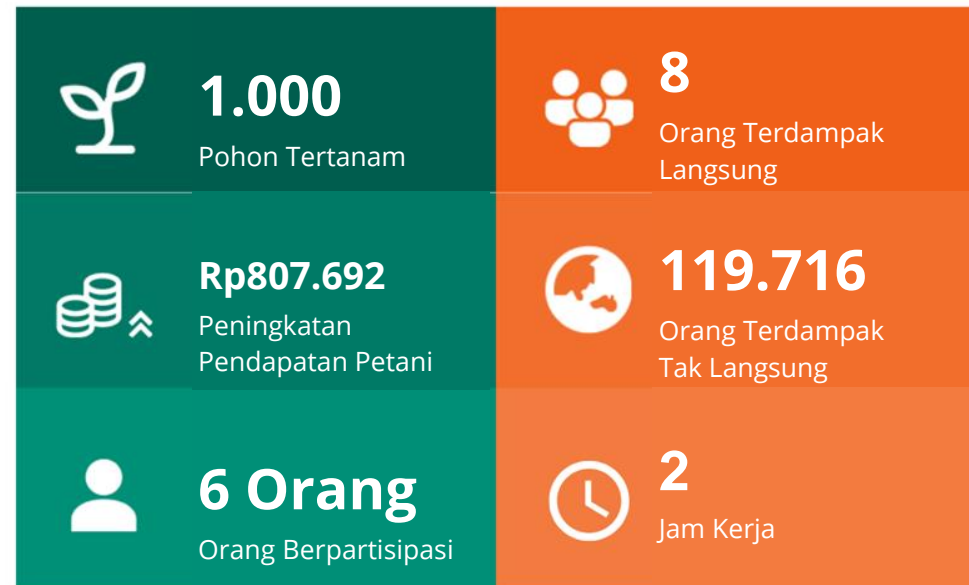 1.000
Pohon Tertanam
8
Orang Terdampak
Langsung
Rp807.692
Peningkatan
Pendapatan Petani
119.716
Orang Terdampak
Tak Langsung
6 Orang
Orang Berpartisipasi
2
Jam Kerja